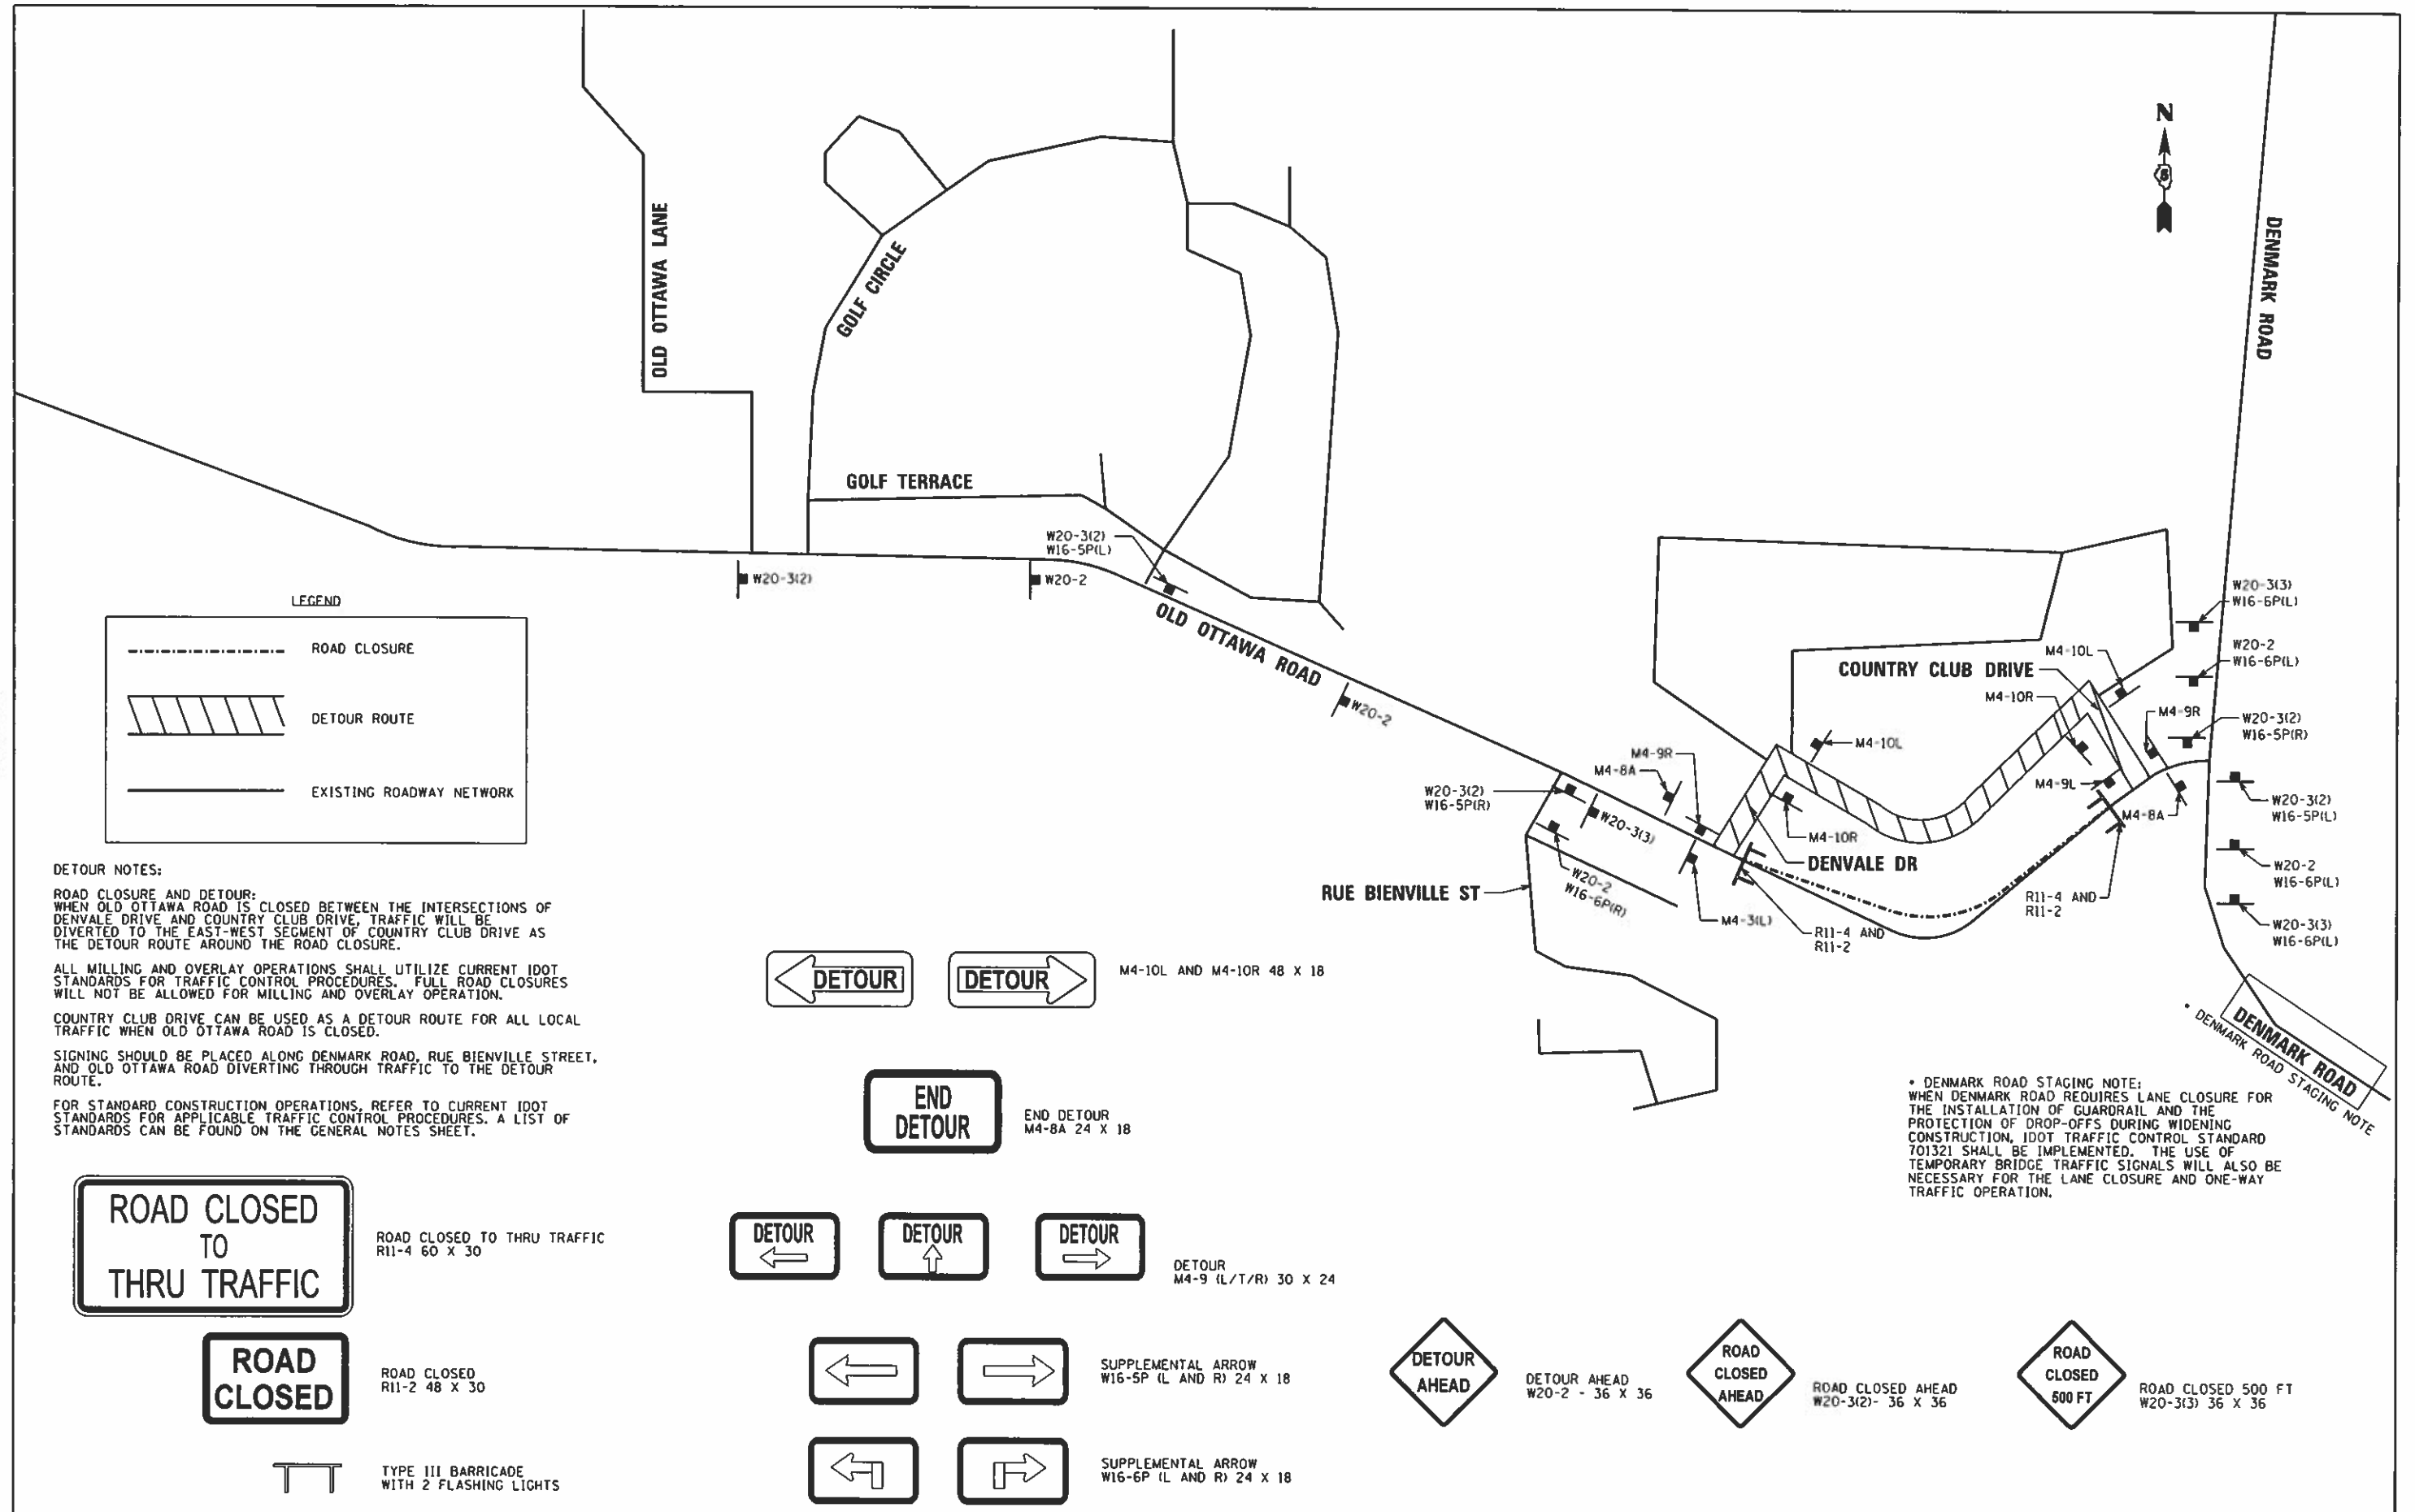 N
5
DENMARK ROAD
OLD OTTAWA LANE
GOLF CIRCLE
GOLF TERRACE
W20-3(2)
W16-5P(L)
W20-3(2)
W20-2
OLD OTTAWA ROAD
W20-2
W20-3(3)
W16-6P(L)
W20-2
W16-6P(L)
M4-10L
COUNTRY CLUB DRIVE
M4-10R
M4-9R
W20-3(2)
W16-5P(R)
M4-10L
M4-9R
M4-8A
W20-3(2)
W16-5P(R)
W20-3(3)
M4-9L
M4-8A
W20-3(2)
W16-5P(L)
M4-10R
DENVALE DR
W20-2
W16-6P(R)
RUE BIENVILLE ST
M4-3(L)
R11-4 AND
R11-2
R11-4 AND
R11-2
W20-2
W16-6P(L)
W20-3(3)
W16-6P(L)
DENMARK ROAD
• DENMARK ROAD STAGING NOTE
LEGEND
ROAD CLOSURE
DETOUR ROUTE
EXISTING ROADWAY NETWORK
DETOUR NOTES:
ROAD CLOSURE AND DETOUR:
WHEN OLD OTTAWA ROAD IS CLOSED BETWEEN THE INTERSECTIONS OF
DENVALE DRIVE AND COUNTRY CLUB DRIVE, TRAFFIC WILL BE
DIVERTED TO THE EAST-WEST SEGMENT OF COUNTRY CLUB DRIVE AS
THE DETOUR ROUTE AROUND THE ROAD CLOSURE.
ALL MILLING AND OVERLAY OPERATIONS SHALL UTILIZE CURRENT IDOT
STANDARDS FOR TRAFFIC CONTROL PROCEDURES. FULL ROAD CLOSURES
WILL NOT BE ALLOWED FOR MILLING AND OVERLAY OPERATION.
COUNTRY CLUB DRIVE CAN BE USED AS A DETOUR ROUTE FOR ALL LOCAL
TRAFFIC WHEN OLD OTTAWA ROAD IS CLOSED.
SIGNING SHOULD BE PLACED ALONG DENMARK ROAD, RUE BIENVILLE STREET,
AND OLD OTTAWA ROAD DIVERTING THROUGH TRAFFIC TO THE DETOUR
ROUTE.
FOR STANDARD CONSTRUCTION OPERATIONS, REFER TO CURRENT IDOT
STANDARDS FOR APPLICABLE TRAFFIC CONTROL PROCEDURES. A LIST OF
STANDARDS CAN BE FOUND ON THE GENERAL NOTES SHEET.
• DENMARK ROAD STAGING NOTE:
WHEN DENMARK ROAD REQUIRES LANE CLOSURE FOR
THE INSTALLATION OF GUARDRAIL AND THE
PROTECTION OF DROP-OFFS DURING WIDENING
CONSTRUCTION, IDOT TRAFFIC CONTROL STANDARD
701321 SHALL BE IMPLEMENTED. THE USE OF
TEMPORARY BRIDGE TRAFFIC SIGNALS WILL ALSO BE
NECESSARY FOR THE LANE CLOSURE AND ONE-WAY
TRAFFIC OPERATION.
DETOUR
DETOUR
M4-10L AND M4-10R 48 X 18
END
DETOUR
END DETOUR
M4-8A 24 X 18
ROAD CLOSED
TO
THRU TRAFFIC
ROAD CLOSED TO THRU TRAFFIC
R11-4 60 X 30
DETOUR
DETOUR
DETOUR
DETOUR
M4-9 (L/T/R) 30 X 24
ROAD
CLOSED
ROAD CLOSED
R11-2 48 X 30
SUPPLEMENTAL ARROW
W16-5P (L AND R) 24 X 18
DETOUR
AHEAD
DETOUR AHEAD
W20-2 - 36 X 36
ROAD
CLOSED
AHEAD
ROAD CLOSED AHEAD
W20-3(2)- 36 X 36
ROAD
CLOSED
500 FT
ROAD CLOSED 500 FT
W20-3(3) 36 X 36
TYPE III BARRICADE
WITH 2 FLASHING LIGHTS
SUPPLEMENTAL ARROW
W16-6P (L AND R) 24 X 18